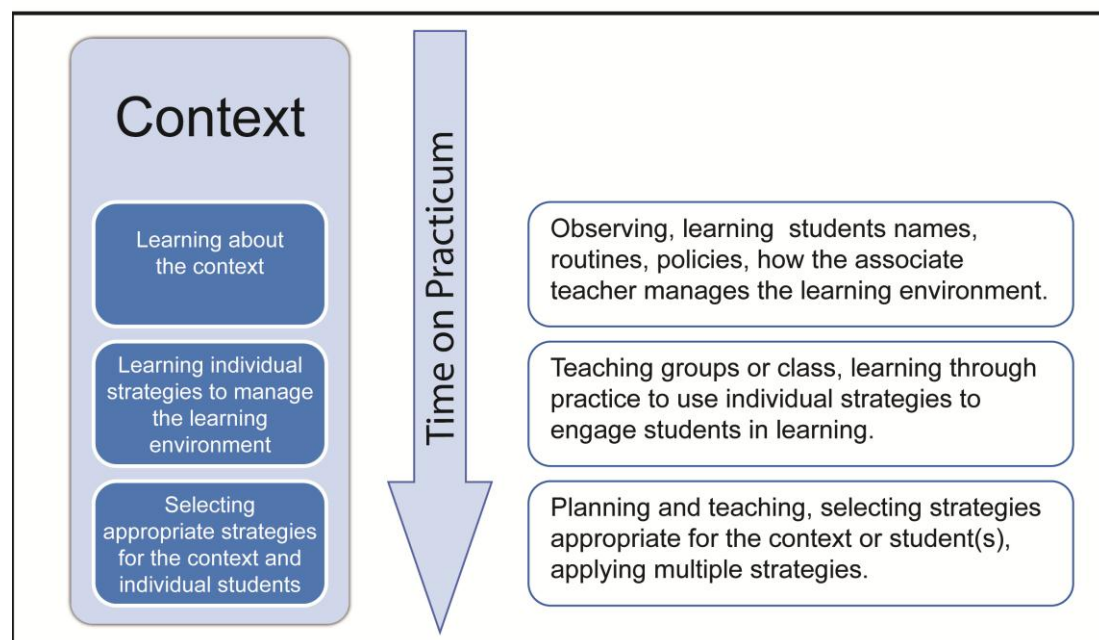 Context
Learning about
the context
Learning individual
strategies to manage
the learning
environment
Selecting
appropriate strategies
for the context and
individual students
Time on Practicum
Observing, learning  students names,
routines, policies, how the associate
teacher manages the learning environment.
Teaching groups or class, learning through
practice to use individual strategies to
engage students in learning.
Planning and teaching, selecting strategies
appropriate for the context or student(s),
applying multiple strategies.